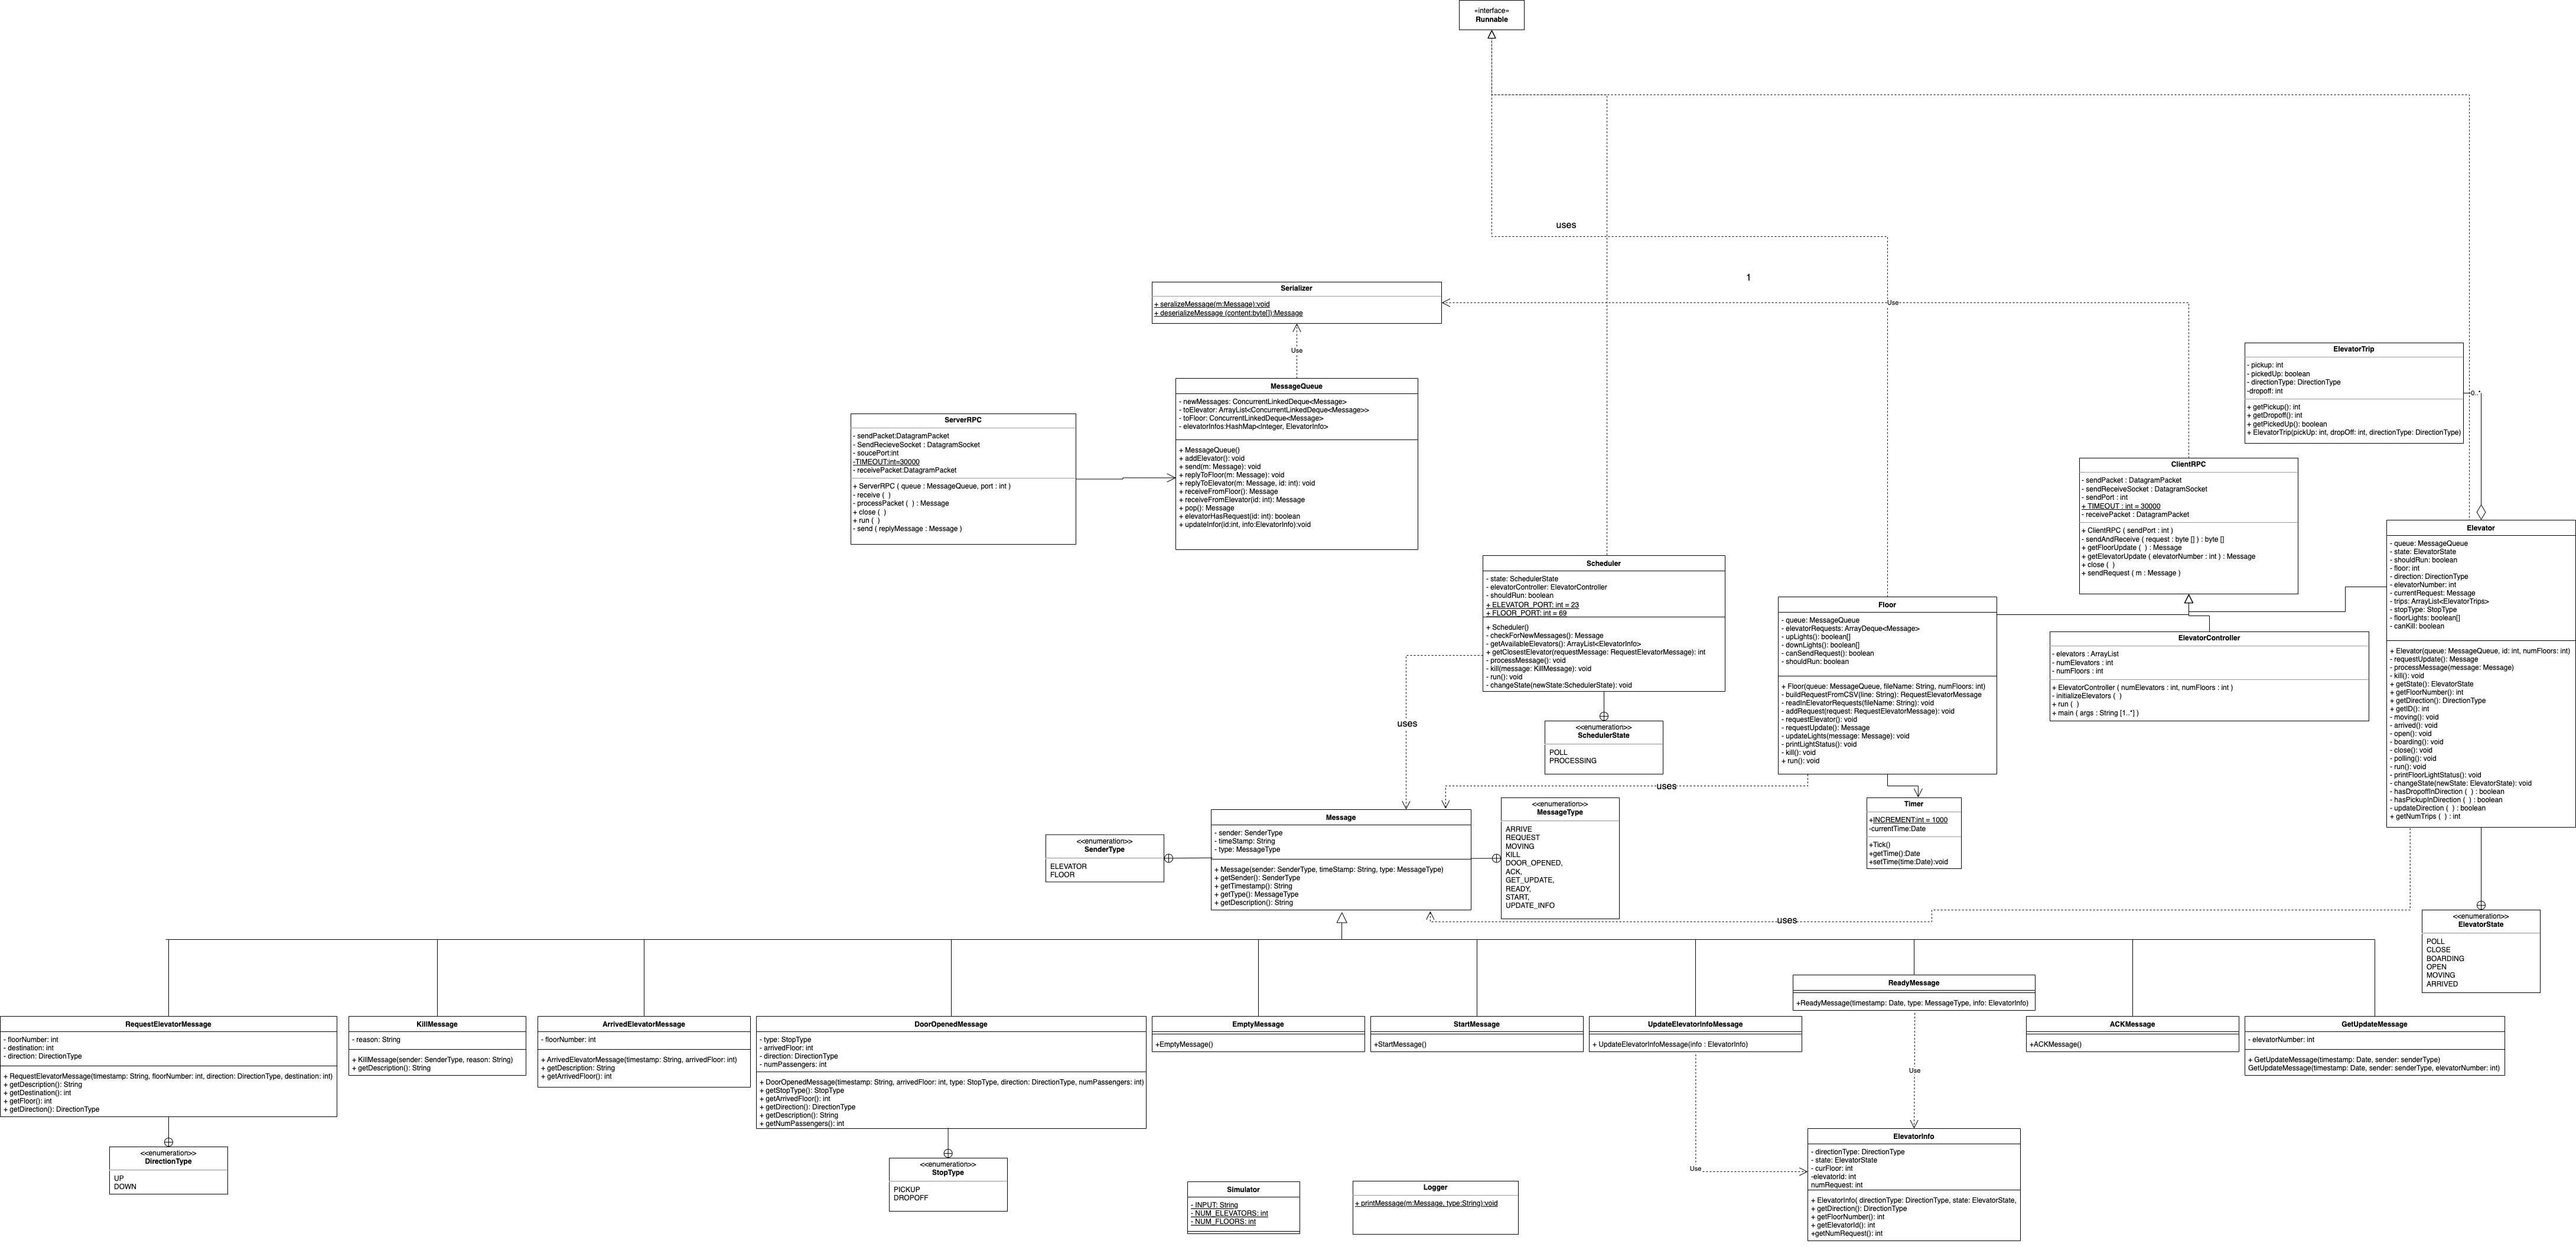 «interface»
Runnable
uses
1
Serializer
+ seralizeMessage(m:Message):void
+ deserializeMessage (content:byte[]):Message
Use
Use
MessageQueue
- newMessages: ConcurrentLinkedDeque<Message>
- toElevator: ArrayList<ConcurrentLinkedDeque<Message>>
- toFloor: ConcurrentLinkedDeque<Message>
- elevatorInfos:HashMap<Integer, ElevatorInfo>
+ MessageQueue()
+ addElevator(): void
+ send(m: Message): void
+ replyToFloor(m: Message): void
+ replyToElevator(m: Message, id: int): void
+ receiveFromFloor(): Message
+ receiveFromElevator(id: int): Message
+ pop(): Message
+ elevatorHasRequest(id: int): boolean
+ updateInfor(id:int, info:ElevatorInfo):void
ServerRPC
- sendPacket:DatagramPacket
- SendRecieveSocket : DatagramSocket
- soucePort:int
-TIMEOUT:int=30000
- receivePacket:DatagramPacket
+ ServerRPC ( queue : MessageQueue, port : int )
- receive ( )
- processPacket ( ) : Message
+ close ( )
+ run ( )
- send ( replyMessage : Message )
ElevatorTrip
- pickup: int
- pickedUp: boolean
- directionType: DirectionType
-dropoff: int
+ getPickup(): int
+ getDropoff(): int
+ getPickedUp(): boolean
+ ElevatorTrip(pickUp: int, dropOff: int, directionType: DirectionType)
0..*
ClientRPC
- sendPacket : DatagramPacket
- sendReceiveSocket : DatagramSocket
- sendPort : int
+ TIMEOUT : int = 30000
- receivePacket : DatagramPacket
+ ClientRPC ( sendPort : int )
- sendAndReceive ( request : byte [] ) : byte []
+ getFloorUpdate ( ) : Message
+ getElevatorUpdate ( elevatorNumber : int ) : Message
+ close ( )
+ sendRequest ( m : Message )
Elevator
- queue: MessageQueue
- state: ElevatorState
- shouldRun: boolean
- floor: int
- direction: DirectionType
- elevatorNumber: int
- currentRequest: Message
- trips: ArrayList<ElevatorTrips>
- stopType: StopType
- floorLights: boolean[]
- canKill: boolean
+ Elevator(queue: MessageQueue, id: int, numFloors: int)
- requestUpdate(): Message
- processMessage(message: Message)
- kill(): void
+ getState(): ElevatorState
+ getFloorNumber(): int
+ getDirection(): DirectionType
+ getID(): int
- moving(): void
- arrived(): void
- open(): void
- boarding(): void
- close(): void
- polling(): void
- run(): void
- printFloorLightStatus(): void
- changeState(newState: ElevatorState): void
- hasDropoffInDirection ( ) : boolean
- hasPickupInDirection ( ) : boolean
- updateDirection ( ) : boolean
+ getNumTrips ( ) : int
Scheduler
- state: SchedulerState
- elevatorController: ElevatorController
- shouldRun: boolean
+ ELEVATOR_PORT: int = 23
+ FLOOR_PORT: int = 69
+ Scheduler()
- checkForNewMessages(): Message
- getAvailableElevators(): ArrayList<ElevatorInfo>
+ getClosestElevator(requestMessage: RequestElevatorMessage): int
- processMessage(): void
- kill(message: KillMessage): void
- run(): void
- changeState(newState:SchedulerState): void
Floor
- queue: MessageQueue
- elevatorRequests: ArrayDeque<Message>
- upLights(): boolean[]
- downLights(): boolean[]
- canSendRequest(): boolean
- shouldRun: boolean
+ Floor(queue: MessageQueue, fileName: String, numFloors: int)
- buildRequestFromCSV(line: String): RequestElevatorMessage
- readInElevatorRequests(fileName: String): void
- addRequest(request: RequestElevatorMessage): void
- requestElevator(): void
- requestUpdate(): Message
- updateLights(message: Message): void
- printLightStatus(): void
- kill(): void
+ run(): void
ElevatorController
- elevators : ArrayList
- numElevators : int
- numFloors : int
+ ElevatorController ( numElevators : int, numFloors : int )
- initializeElevators ( )
+ run ( )
+ main ( args : String [1..*] )
uses
<<enumeration>>
SchedulerState
POLL
PROCESSING
uses
Timer
+INCREMENT:int = 1000
-currentTime:Date
+Tick()
+getTime():Date
+setTime(time:Date):void
<<enumeration>>
SenderType
ELEVATOR
FLOOR
Message
- sender: SenderType
- timeStamp: String
- type: MessageType
+ Message(sender: SenderType, timeStamp: String, type: MessageType)
+ getSender(): SenderType
+ getTimestamp(): String
+ getType(): MessageType
+ getDescription(): String
<<enumeration>>
MessageType
ARRIVE
REQUEST
MOVING
KILL
DOOR_OPENED,
ACK,
GET_UPDATE,
READY,
START,
UPDATE_INFO
uses
<<enumeration>>
ElevatorState
POLL
CLOSE
BOARDING
OPEN
MOVING
ARRIVED
RequestElevatorMessage
- floorNumber: int
- destination: int
- direction: DirectionType
+ RequestElevatorMessage(timestamp: String, floorNumber: int, direction: DirectionType, destination: int)
+ getDescription(): String
+ getDestination(): int
+ getFloor(): int
+ getDirection(): DirectionType
KillMessage
- reason: String
+ KillMessage(sender: SenderType, reason: String)
+ getDescription(): String
ArrivedElevatorMessage
- floorNumber: int
+ ArrivedElevatorMessage(timestamp: String, arrivedFloor: int)
+ getDescription: String
+ getArrivedFloor(): int
DoorOpenedMessage
- type: StopType
- arrivedFloor: int
- direction: DirectionType
- numPassengers: int
+ DoorOpenedMessage(timestamp: String, arrivedFloor: int, type: StopType, direction: DirectionType, numPassengers: int)
+ getStopType(): StopType
+ getArrivedFloor(): int
+ getDirection(): DirectionType
+ getDescription(): String
+ getNumPassengers(): int
EmptyMessage
+EmptyMessage()
StartMessage
+StartMessage()
UpdateElevatorInfoMessage
+ UpdateElevatorInfoMessage(info : ElevatorInfo)
ReadyMessage
+ReadyMessage(timestamp: Date, type: MessageType, info: ElevatorInfo)
ACKMessage
+ACKMessage()
GetUpdateMessage
- elevatorNumber: int
+ GetUpdateMessage(timestamp: Date, sender: senderType)
GetUpdateMessage(timestamp: Date, sender: senderType, elevatorNumber: int)
Use
Use
<<enumeration>>
DirectionType
UP
DOWN
<<enumeration>>
StopType
PICKUP
DROPOFF
Simulator
- INPUT: String
- NUM_ELEVATORS: int
- NUM_FLOORS: int
Logger
+ printMessage(m:Message, type:String):void
ElevatorInfo
- directionType: DirectionType
- state: ElevatorState
- curFloor: int
-elevatorId: int
numRequest: int
+ ElevatorInfo( directionType: DirectionType, state: ElevatorState,
+ getDirection(): DirectionType
+ getFloorNumber(): int
+ getElevatorId(): int
+getNumRequest(): int